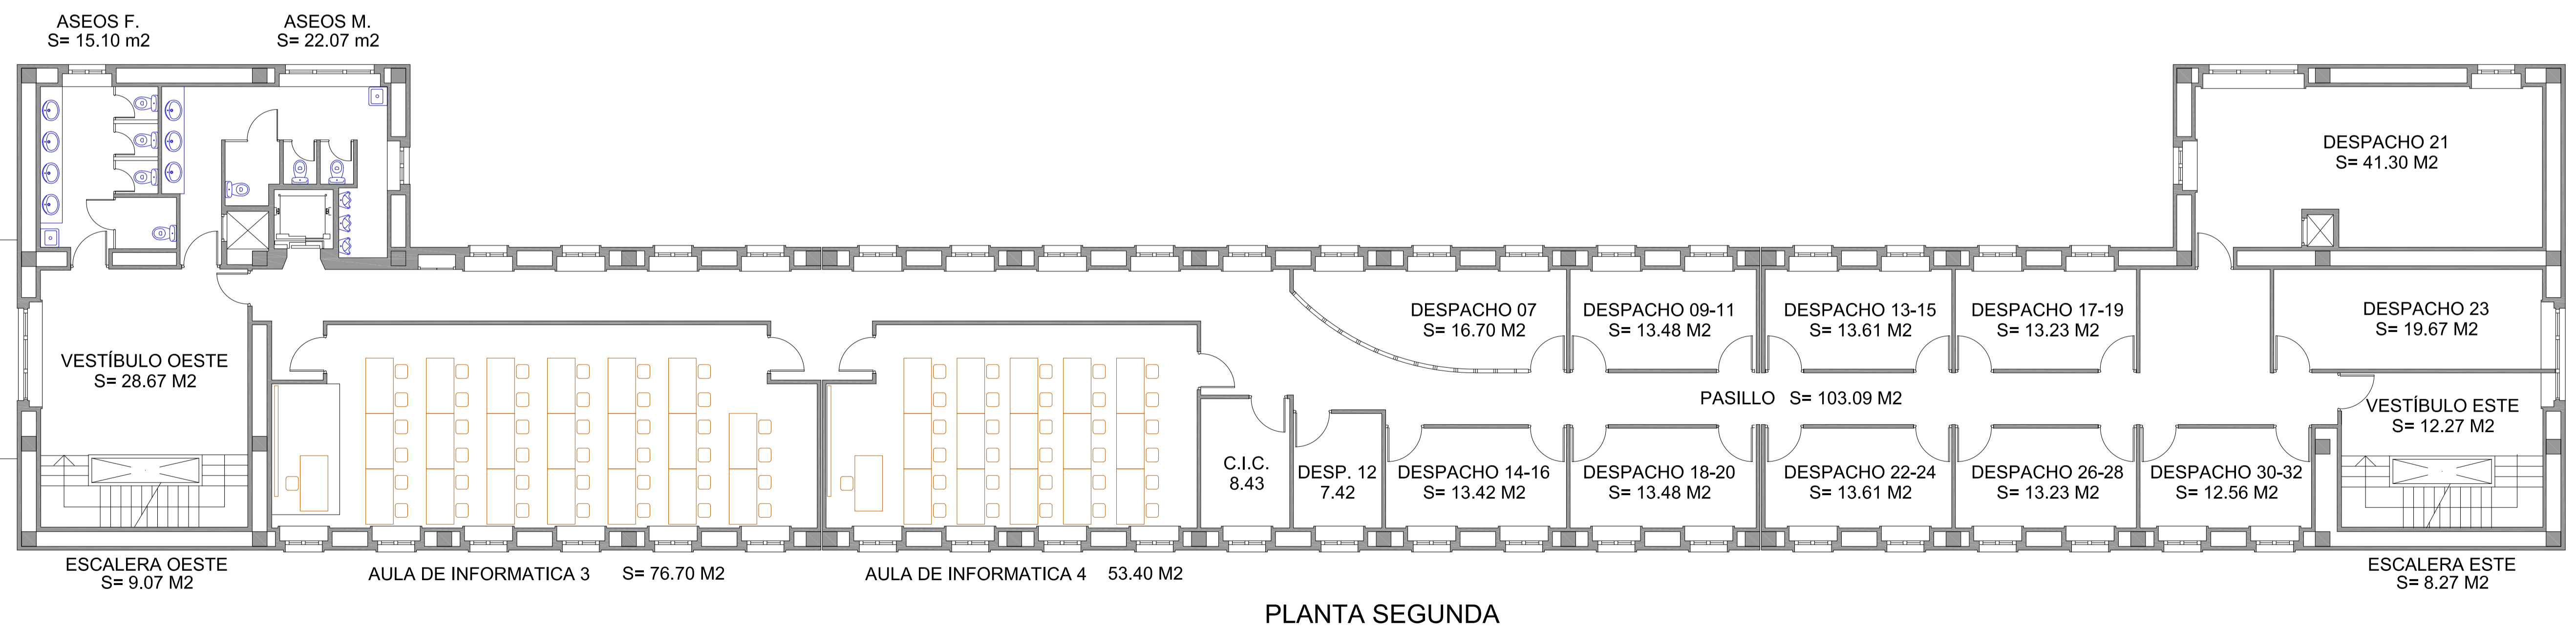 ASEOS F.
S= 15.10 m2
ASEOS M.
S= 22.07 m2
DESPACHO 21
S= 41.30 M2
DESPACHO 07
S= 16.70 M2
DESPACHO 09-11
S= 13.48 M2
DESPACHO 13-15
S= 13.61 M2
DESPACHO 17-19
S= 13.23 M2
DESPACHO 23
S= 19.67 M2
VESTÍBULO OESTE
S= 28.67 M2
PASILLO S= 103.09 M2
VESTÍBULO ESTE
S= 12.27 M2
C.I.C.
8.43
DESP. 12
7.42
DESPACHO 14-16
S= 13.42 M2
DESPACHO 18-20
S= 13.48 M2
DESPACHO 22-24
S= 13.61 M2
DESPACHO 26-28
S= 13.23 M2
DESPACHO 30-32
S= 12.56 M2
ESCALERA OESTE
S= 9.07 M2
AULA DE INFORMATICA 3 S= 76.70 M2
AULA DE INFORMATICA 4 53.40 M2
ESCALERA ESTE
S= 8.27 M2
PLANTA SEGUNDA